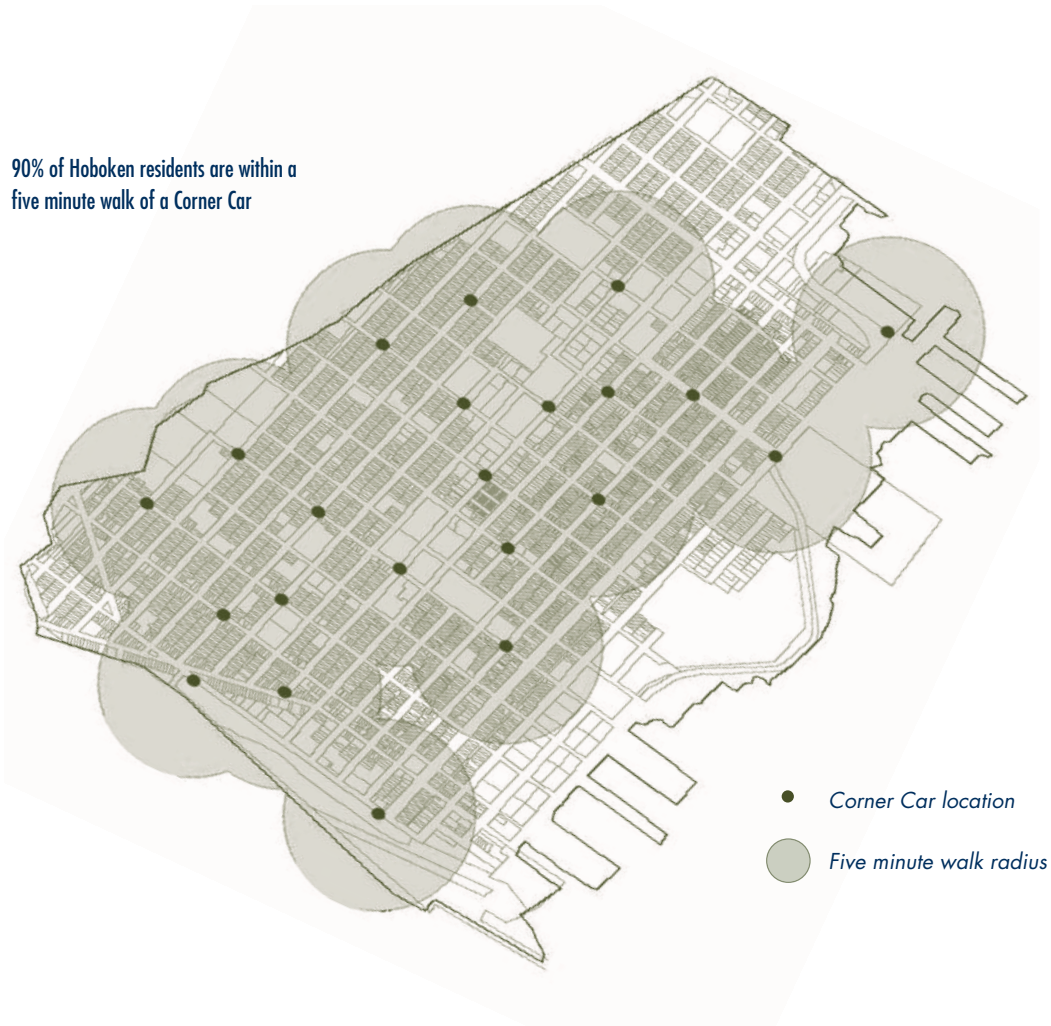 90% of Hoboken residents are within a
five minute walk of a Corner Car
Corner Car location
Five minute walk radius